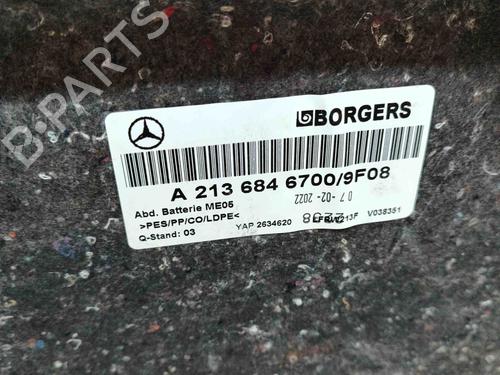 BORGERS
A 213 684 6700/9F08
Abd. Batterie ME05
>PES/PP/CO/LDPE<
Q-Stand: 03
YAP 2634620
07-02-2022
V038351
B-PARTS